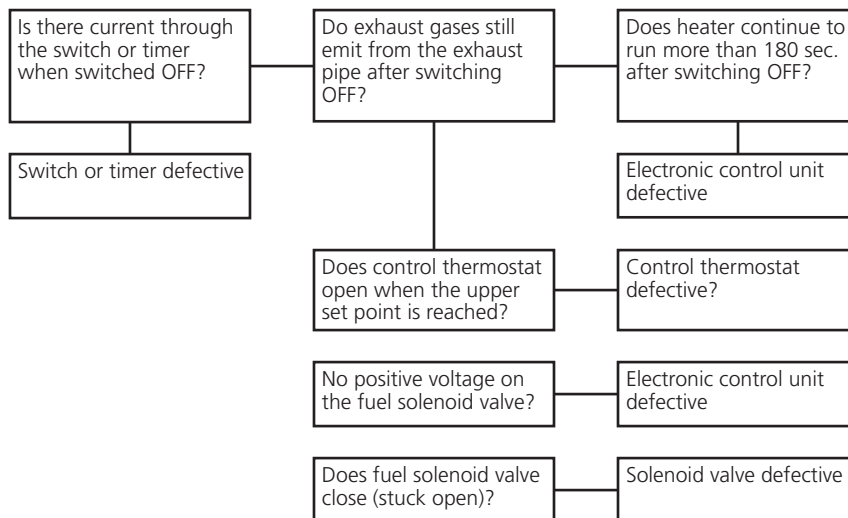 Is there current through
the switch or timer
when switched OFF?
Do exhaust gases still
emit from the exhaust
pipe after switching
OFF?
Does heater continue to
run more than 180 sec.
after switching OFF?
Switch or timer defective
Electronic control unit
defective
Does control thermostat
open when the upper
set point is reached?
Control thermostat
defective?
No positive voltage on
the fuel solenoid valve?
Electronic control unit
defective
Does fuel solenoid valve
close (stuck open)?
Solenoid valve defective